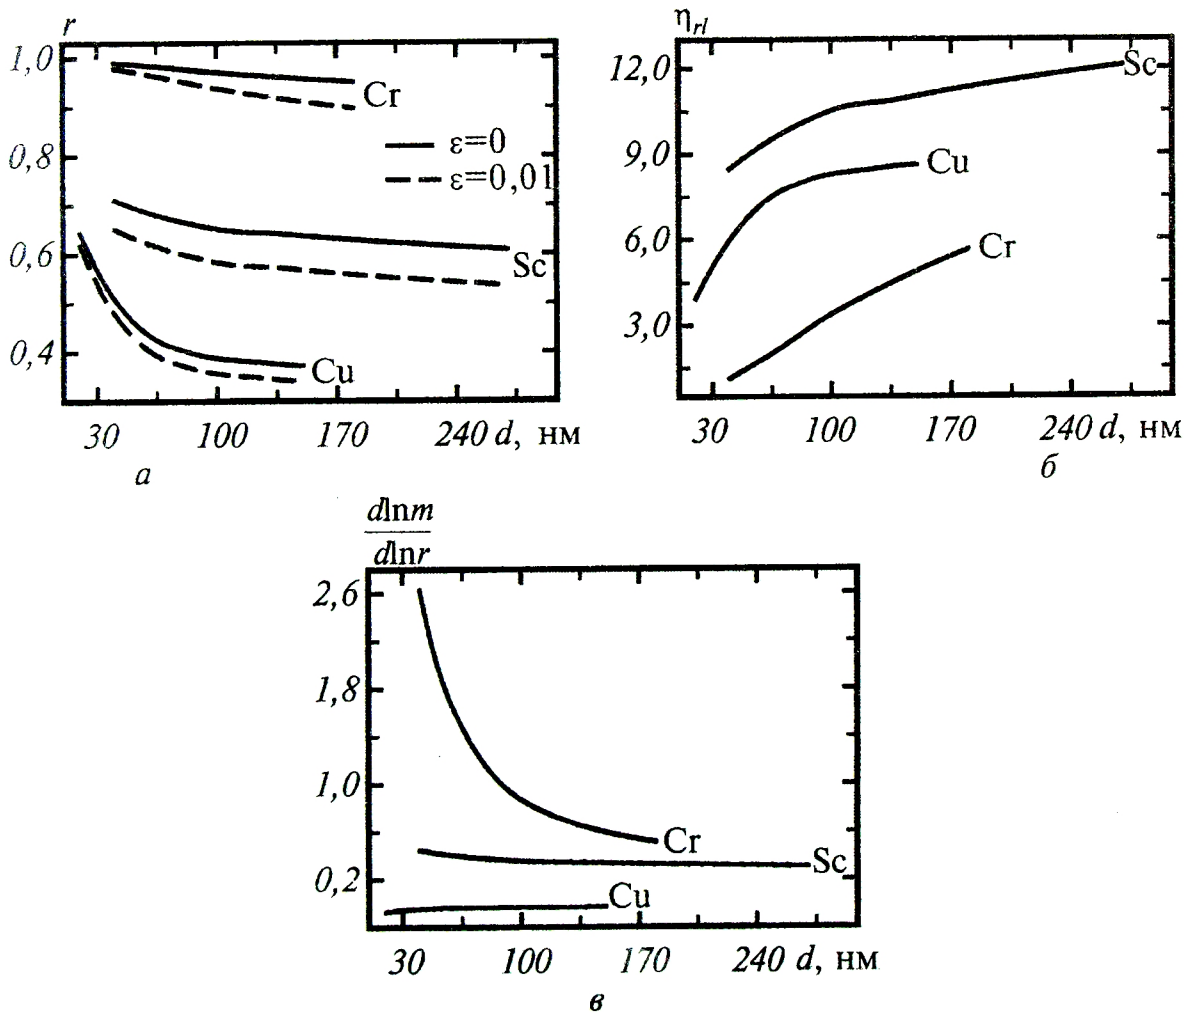 r
1,0
0,8
0,6
0,4
Cr
ε=0
ε=0,01
Sc
Cu
30 100 170 240 d, нм
а
η_rl
12,0
9,0
6,0
3,0
Sc
Cu
Cr
30 100 170 240 d, нм
б
dlnm
dlnr
2,6
1,8
1,0
0,2
Cr
Sc
Cu
30 100 170 240 d, нм
в